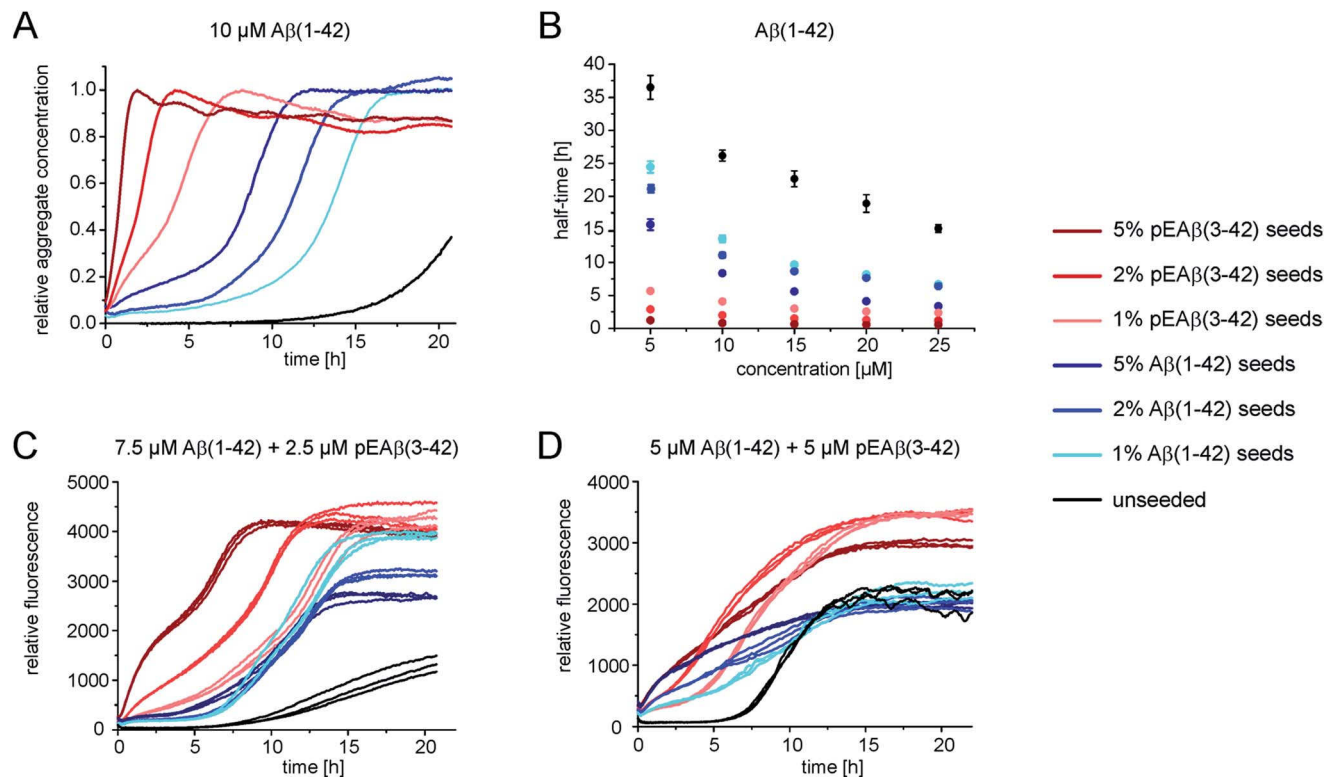 A
10 µM Aβ(1-42)
relative aggregate concentration
1.0
0.8
0.6
0.4
0.2
0.0
0 5 10 15 20
time [h]
B
Aβ(1-42)
half-time [h]
40
35
30
25
20
15
10
5
0
5 10 15 20 25
concentration [µM]
5% pEAβ(3-42) seeds
2% pEAβ(3-42) seeds
1% pEAβ(3-42) seeds
5% Aβ(1-42) seeds
2% Aβ(1-42) seeds
1% Aβ(1-42) seeds
unseeded
C
7.5 µM Aβ(1-42) + 2.5 µM pEAβ(3-42)
relative fluorescence
5000
4000
3000
2000
1000
0
0 5 10 15 20
time [h]
D
5 µM Aβ(1-42) + 5 µM pEAβ(3-42)
relative fluorescence
4000
3000
2000
1000
0
0 5 10 15 20
time [h]